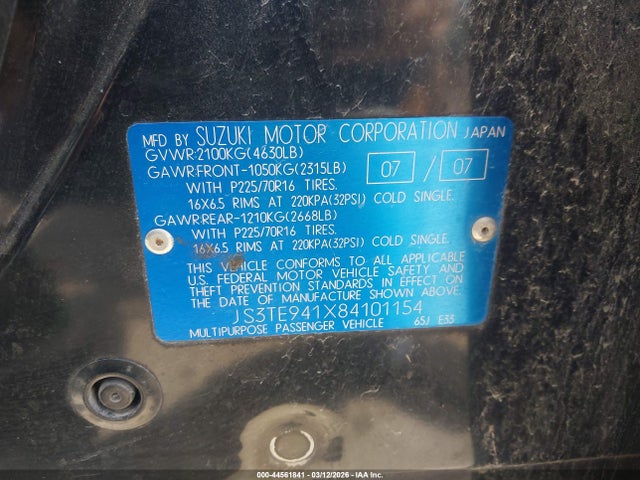 MFD BY SUZUKI MOTOR CORPORATION JAPAN
GVWR:2100KG(4630LB)
GAWR:FRONT-1050KG(2315LB) 07 / 07
WITH P225/70R16 TIRES.
16X6.5 RIMS AT 220KPA(32PSI) COLD SINGLE.
GAWR:REAR-1210KG(2668LB)
WITH P225/70R16 TIRES.
16X6.5 RIMS AT 220KPA(32PSI) COLD SINGLE.
THIS VEHICLE CONFORMS TO ALL APPLICABLE
U.S. FEDERAL MOTOR VEHICLE SAFETY AND
THEFT PREVENTION STANDARDS IN EFFECT ON
THE DATE OF MANUFACTURE SHOWN ABOVE.
JS3TE941X84101154
MULTIPURPOSE PASSENGER VEHICLE 65J E33
000-44561841 - 03/12/2026 - IAA Inc.